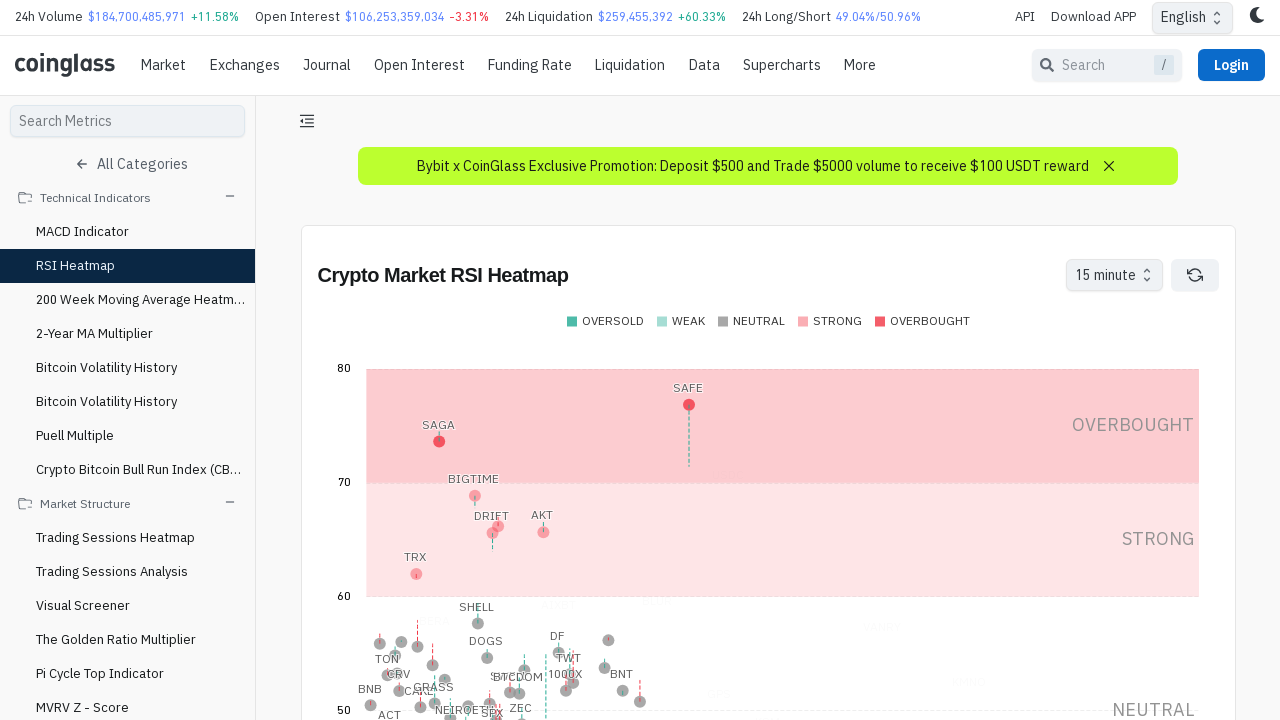 24h Volume $184,700,485,971 +11.58% Open Interest $106,253,359,034 -3.31% 24h Liquidation $259,455,392 +60.33% 24h Long/Short 49.04%/50.96% API Download APP English
coinglass Market Exchanges Journal Open Interest Funding Rate Liquidation Data Supercharts More Search / Login
Search Metrics
All Categories
Technical Indicators
MACD Indicator
RSI Heatmap
200 Week Moving Average Heatm...
2-Year MA Multiplier
Bitcoin Volatility History
Bitcoin Volatility History
Puell Multiple
Crypto Bitcoin Bull Run Index (CB...
Market Structure
Trading Sessions Heatmap
Trading Sessions Analysis
Visual Screener
The Golden Ratio Multiplier
Pi Cycle Top Indicator
MVRV Z - Score
Bybit x CoinGlass Exclusive Promotion: Deposit $500 and Trade $5000 volume to receive $100 USDT reward
Crypto Market RSI Heatmap
15 minute
OVERSOLD WEAK NEUTRAL STRONG OVERBOUGHT
80
SAFE
SAGA
OVERBOUGHT
BIGTIME
70
DRIFT
AKT
STRONG
TRX
60
SHELL
DOGS
DF
TON
TWT
CRV
BTCDOM
1000X
BNT
BNB
GRASS
ACT
NEIROETH
SPX
ZEC
50
NEUTRAL